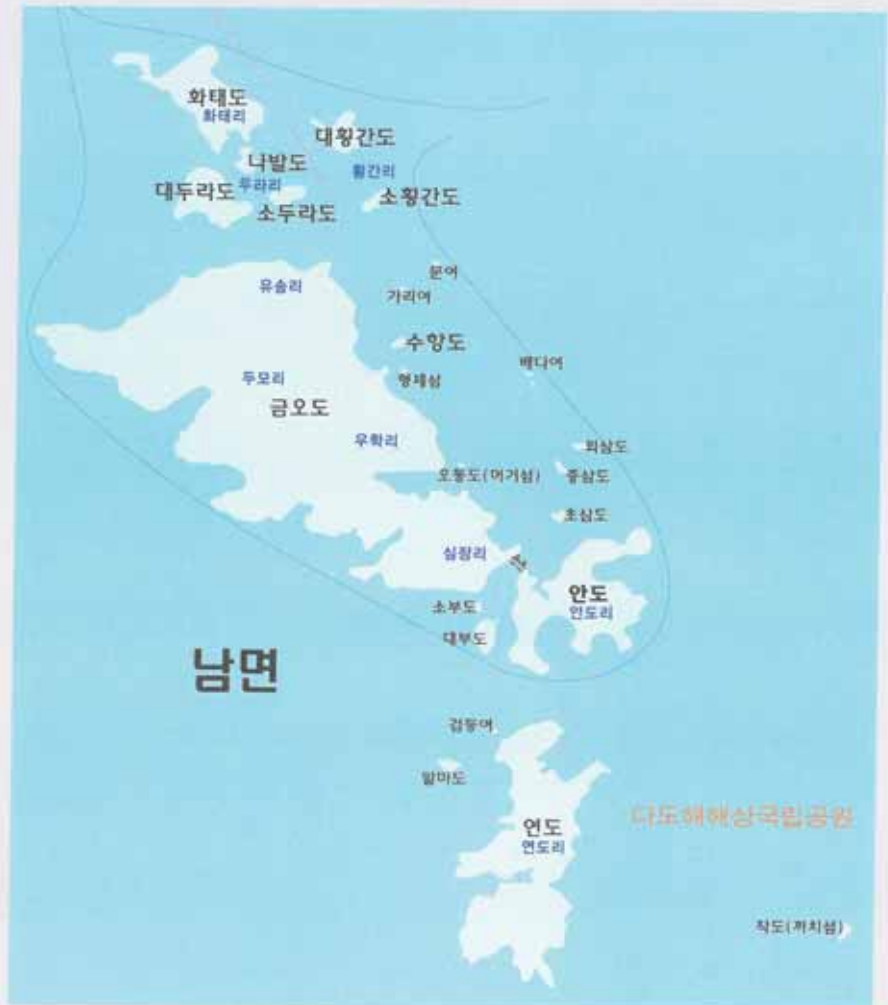 화태도
화태리
대횡간도
나발도
횡간리
두라리
대두라도
소횡간도
소두라도
문여
유송리
가리여
수항도
배다여
두모리
형제섬
금오도
우학리
외삼도
오동도(머거섬)
중삼도
초삼도
심장리
안도
안도리
소부도
대부도
남면
검둥여
알마도
다도해해상국립공원
연도
연도리
작도(까치섬)